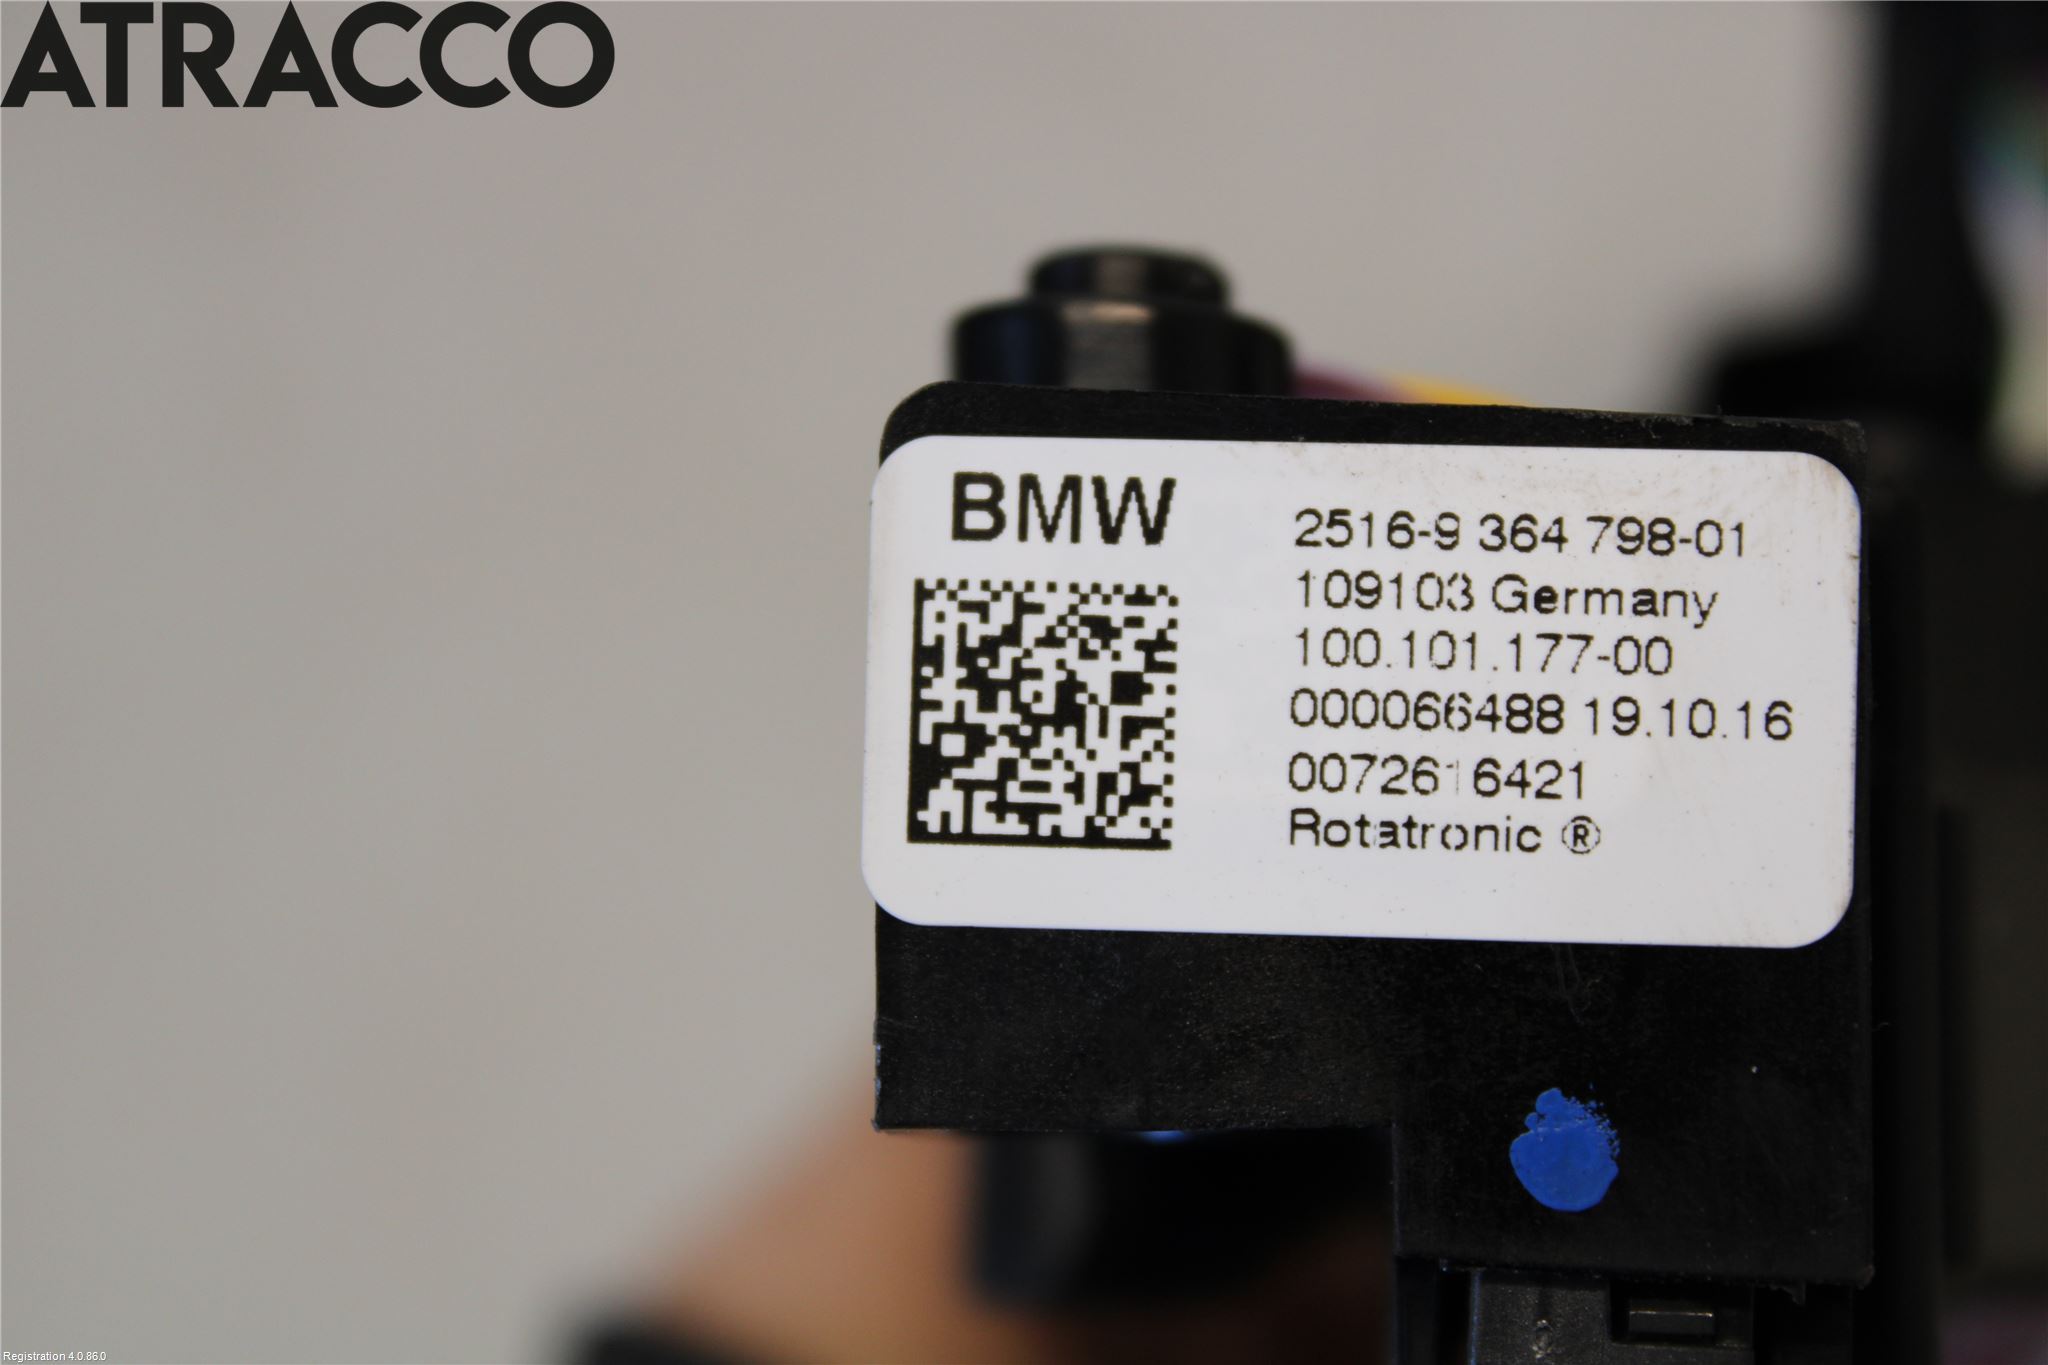 ATRACCO
BMW
2516-9 364 798-01
109103 Germany
100.101.177-00
000066488 19.10.16
0072616421
Rotatronic ®
Registration 4.0.86.0